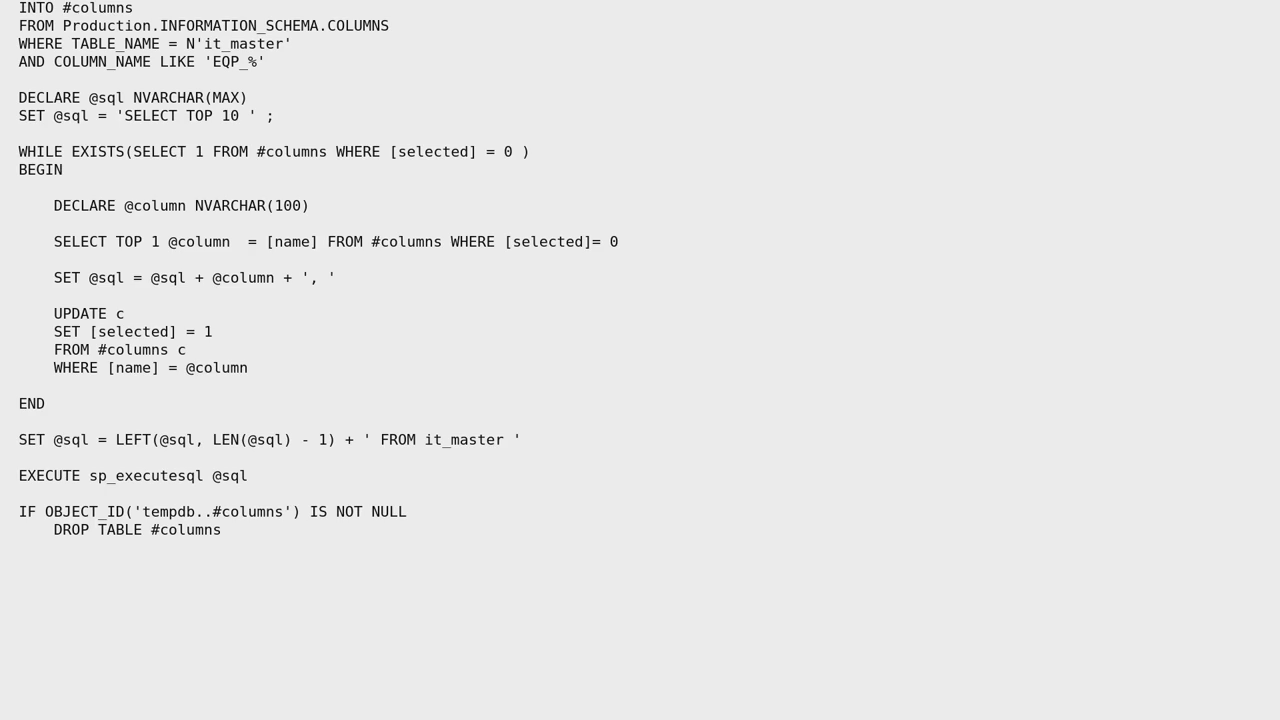 INTO #columns
FROM Production.INFORMATION_SCHEMA.COLUMNS
WHERE TABLE_NAME = N'it_master'
AND COLUMN_NAME LIKE 'EQP_%'

DECLARE @sql NVARCHAR(MAX)
SET @sql = 'SELECT TOP 10 ' ;

WHILE EXISTS(SELECT 1 FROM #columns WHERE [selected] = 0 )
BEGIN

    DECLARE @column NVARCHAR(100)

    SELECT TOP 1 @column  = [name] FROM #columns WHERE [selected]= 0

    SET @sql = @sql + @column + ', '

    UPDATE c
    SET [selected] = 1
    FROM #columns c
    WHERE [name] = @column

END

SET @sql = LEFT(@sql, LEN(@sql) - 1) + ' FROM it_master '

EXECUTE sp_executesql @sql

IF OBJECT_ID('tempdb..#columns') IS NOT NULL
    DROP TABLE #columns